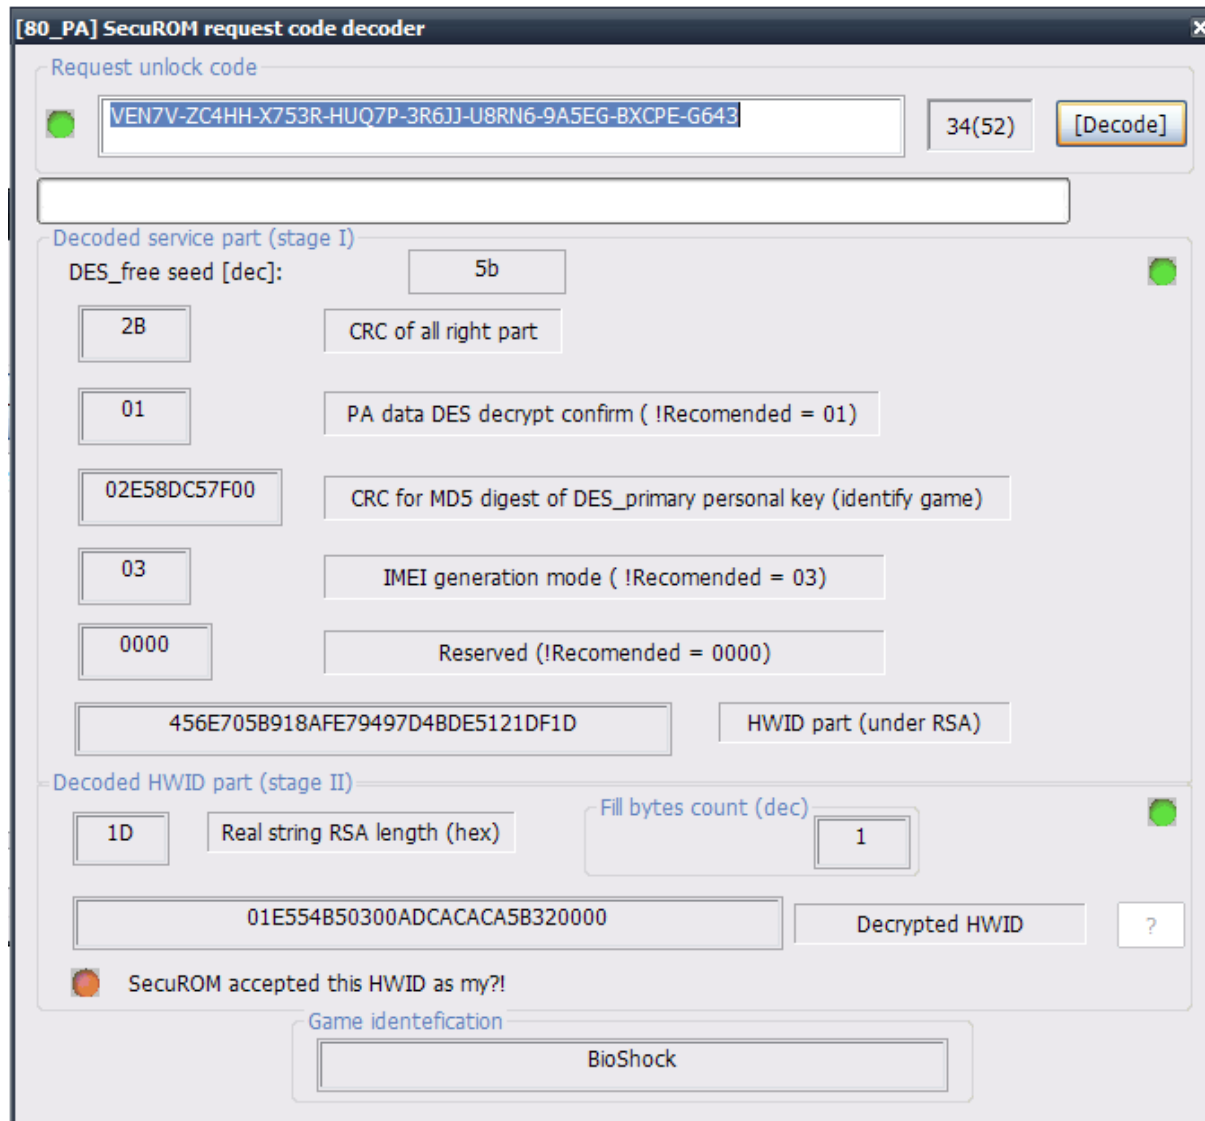 [80_PA] SecuROM request code decoder
Request unlock code
VEN7V-ZC4HH-X753R-HUQ7P-3R6JJ-U8RN6-9A5EG-BXCPE-G643
34(52)
[Decode]
Decoded service part (stage I)
DES_free seed [dec]:
5b
2B
CRC of all right part
01
PA data DES decrypt confirm ( !Recomended = 01)
02E58DC57F00
CRC for MD5 digest of DES_primary personal key (identify game)
03
IMEI generation mode ( !Recomended = 03)
0000
Reserved (!Recomended = 0000)
456E705B918AFE79497D4BDE5121DF1D
HWID part (under RSA)
Decoded HWID part (stage II)
1D
Real string RSA length (hex)
Fill bytes count (dec)
1
01E554B50300ADCACACA5B320000
Decrypted HWID
?
SecuROM accepted this HWID as my?!
Game identefication
BioShock